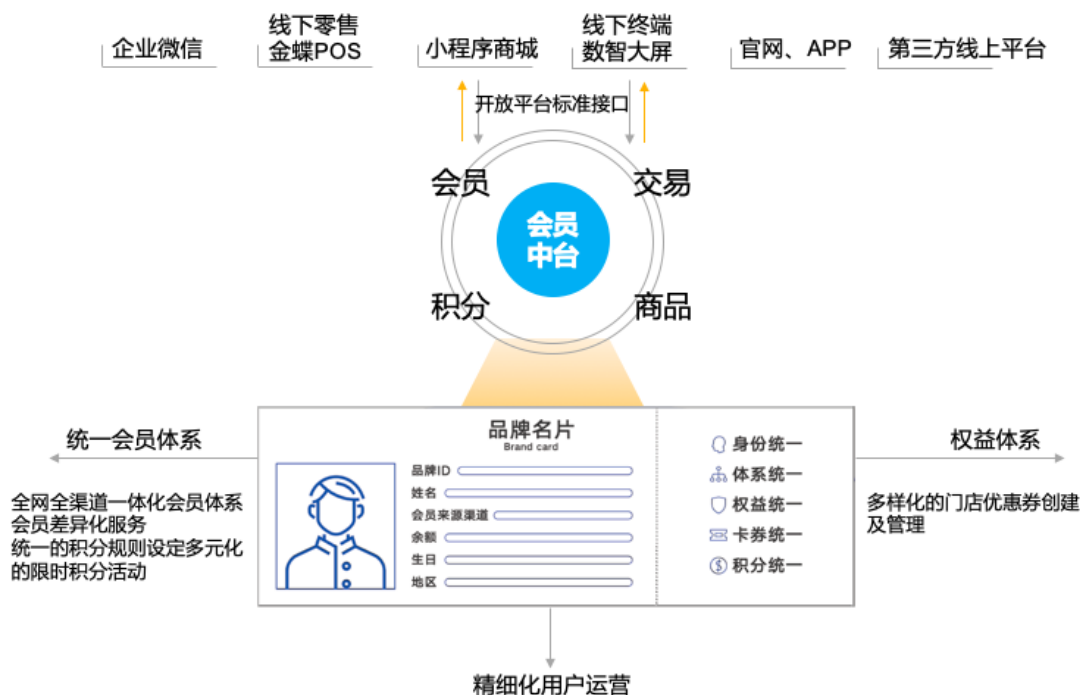 企业微信
线下零售
金蝶POS
小程序商城
线下终端
数智大屏
官网、APP
第三方线上平台
开放平台标准接口
会员
交易
会员
中台
积分
商品
品牌名片
Brand card
品牌ID
姓名
会员来源渠道
余额
生日
地区
身份统一
体系统一
权益统一
卡券统一
积分统一
统一会员体系
全网全渠道一体化会员体系
会员差异化服务
统一的积分规则设定多元化
的限时积分活动
权益体系
多样化的门店优惠券创建
及管理
精细化用户运营